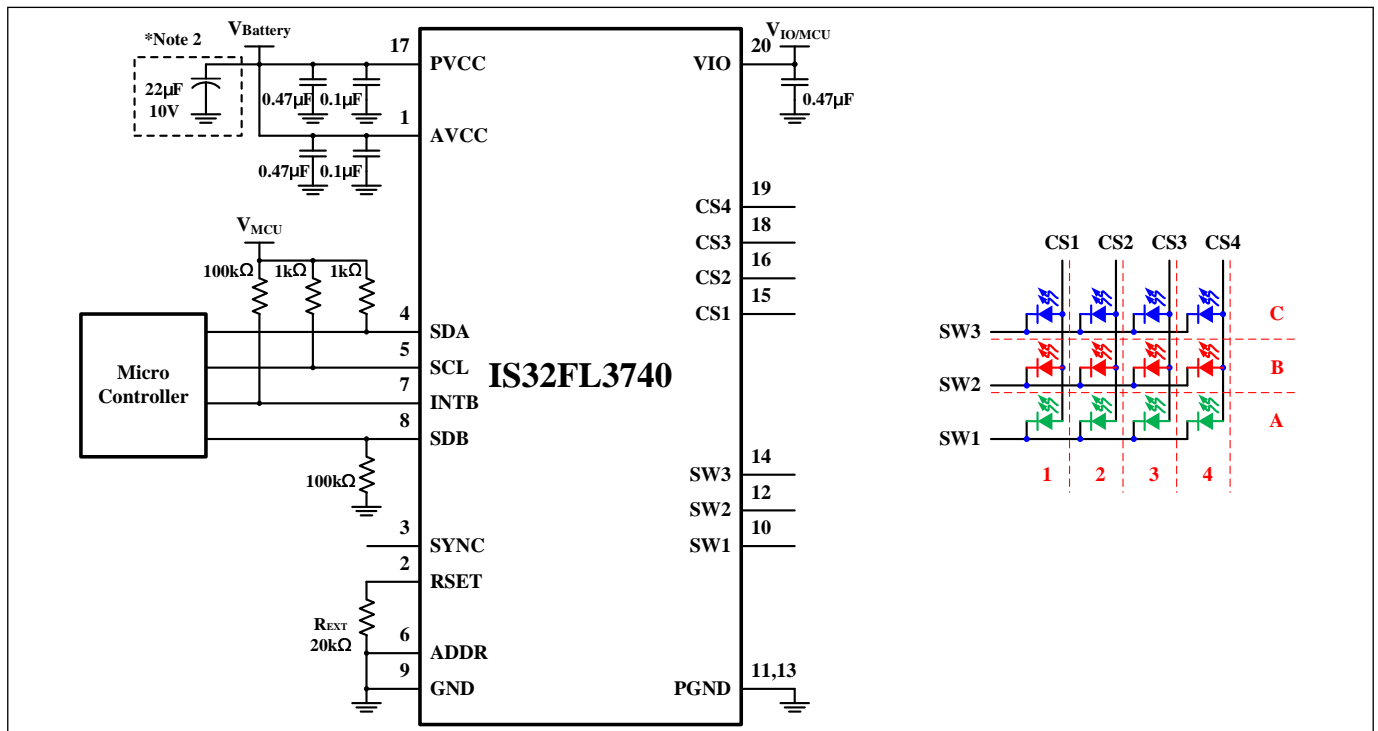 *Note 2
22µF
10V
VBattery
17
PVCC
0.47µF
0.1µF
1
AVCC
0.47µF
0.1µF
VMCU
100kΩ
1kΩ
1kΩ
Micro
Controller
4
SDA
5
SCL
7
INTB
8
SDB
100kΩ
3
SYNC
2
RSET
REXT
20kΩ
6
ADDR
9
GND
IS32FL3740
20
VIO/MCU
VIO
0.47µF
19
CS4
18
CS3
16
CS2
15
CS1
14
SW3
12
SW2
10
SW1
11,13
PGND
CS1 CS2 CS3 CS4
SW3
C
SW2
B
SW1
A
1 2 3 4